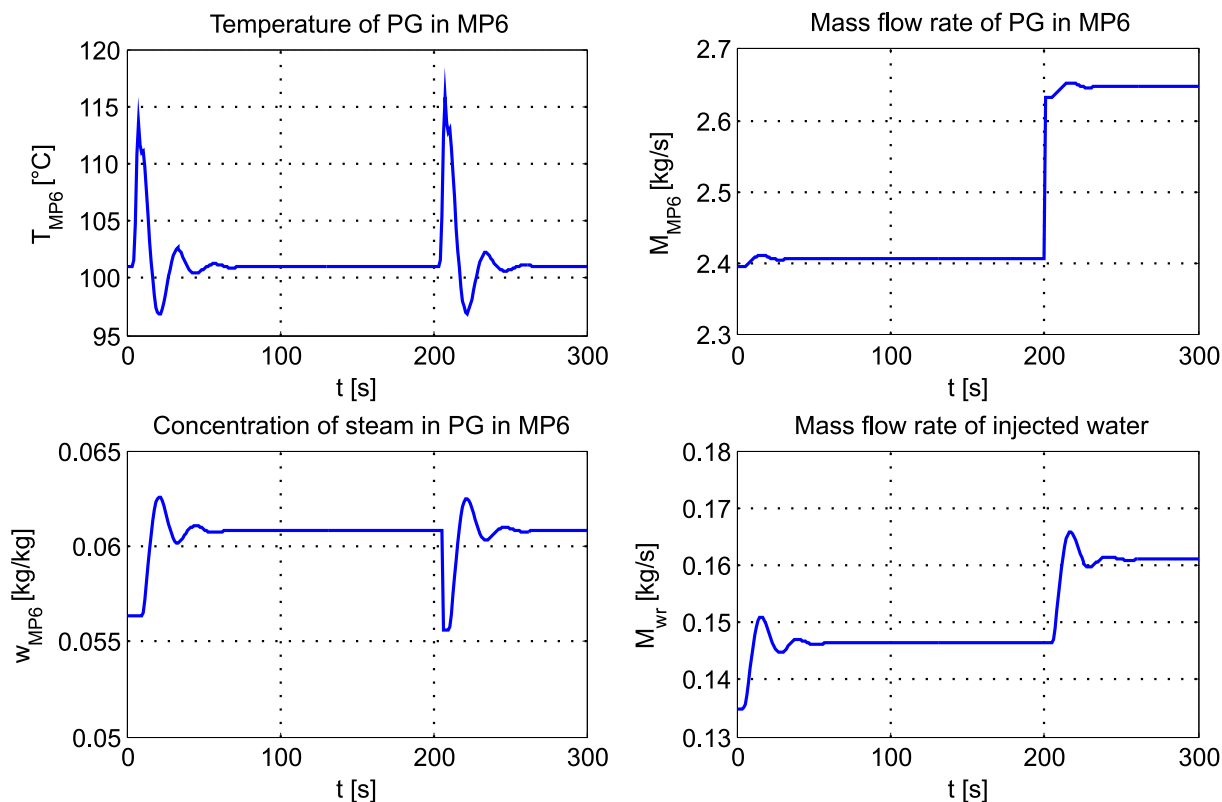 Temperature of PG in MP6
120
115
110
105
100
95
T_MP6 [°C]
0 100 200 300
t [s]
Mass flow rate of PG in MP6
2.7
2.6
2.5
2.4
2.3
M_MP6 [kg/s]
0 100 200 300
t [s]
Concentration of steam in PG in MP6
0.065
0.06
0.055
0.05
w_MP6 [kg/kg]
0 100 200 300
t [s]
Mass flow rate of injected water
0.18
0.17
0.16
0.15
0.14
0.13
M_wr [kg/s]
0 100 200 300
t [s]